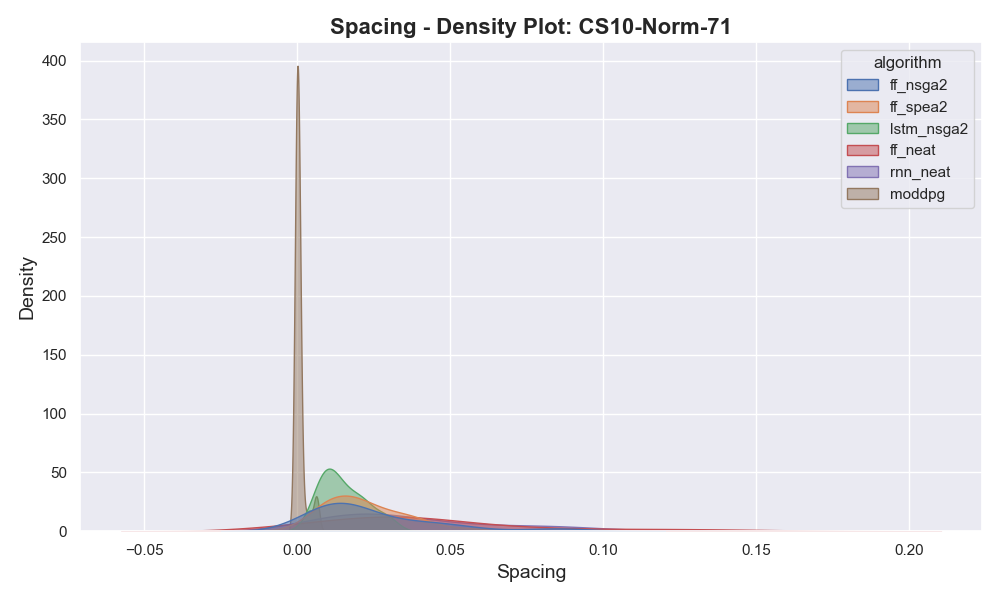 Spacing - Density Plot: CS10-Norm-71
algorithm
ff_nsga2
ff_spea2
lstm_nsga2
ff_neat
rnn_neat
moddpg
Density
400
350
300
250
200
150
100
50
0
−0.05
0.00
0.05
0.10
0.15
0.20
Spacing